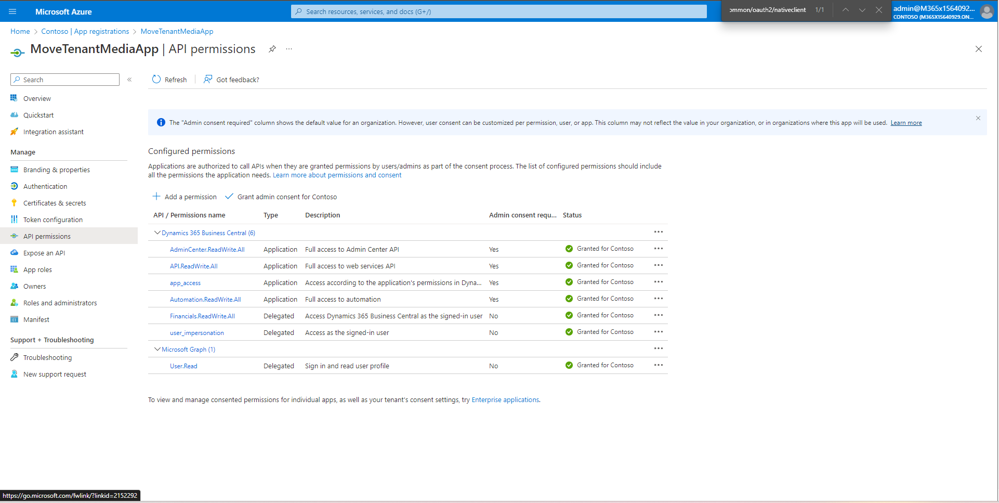 Microsoft Azure
Search resources, services, and docs (G+/)
ommon/oauth2/nativeclient 1/1
admin@M365x1564092...
CONTOSO (M365X15640929.ON...
Home > Contoso | App registrations > MoveTenantMediaApp
MoveTenantMediaApp | API permissions
Search
Refresh
Got feedback?
Overview
Quickstart
Integration assistant
Manage
Branding & properties
Authentication
Certificates & secrets
Token configuration
API permissions
Expose an API
App roles
Owners
Roles and administrators
Manifest
Support + Troubleshooting
Troubleshooting
New support request
The "Admin consent required" column shows the default value for an organization. However, user consent can be customized per permission, user, or app. This column may not reflect the value in your organization, or in organizations where this app will be used. Learn more
Configured permissions
Applications are authorized to call APIs when they are granted permissions by users/admins as part of the consent process. The list of configured permissions should include
all the permissions the application needs. Learn more about permissions and consent
Add a permission
Grant admin consent for Contoso
API / Permissions name Type Description Admin consent requ... Status
Dynamics 365 Business Central (6)
AdminCenter.ReadWrite.All Application Full access to Admin Center API Yes Granted for Contoso
API.ReadWrite.All Application Full access to web services API Yes Granted for Contoso
app_access Application Access according to the application's permissions in Dyna... Yes Granted for Contoso
Automation.ReadWrite.All Application Full access to automation Yes Granted for Contoso
Financials.ReadWrite.All Delegated Access Dynamics 365 Business Central as the signed-in user No Granted for Contoso
user_impersonation Delegated Access as the signed-in user No Granted for Contoso
Microsoft Graph (1)
User.Read Delegated Sign in and read user profile No Granted for Contoso
To view and manage consented permissions for individual apps, as well as your tenant's consent settings, try Enterprise applications.
https://go.microsoft.com/fwlink/?linkid=2152292